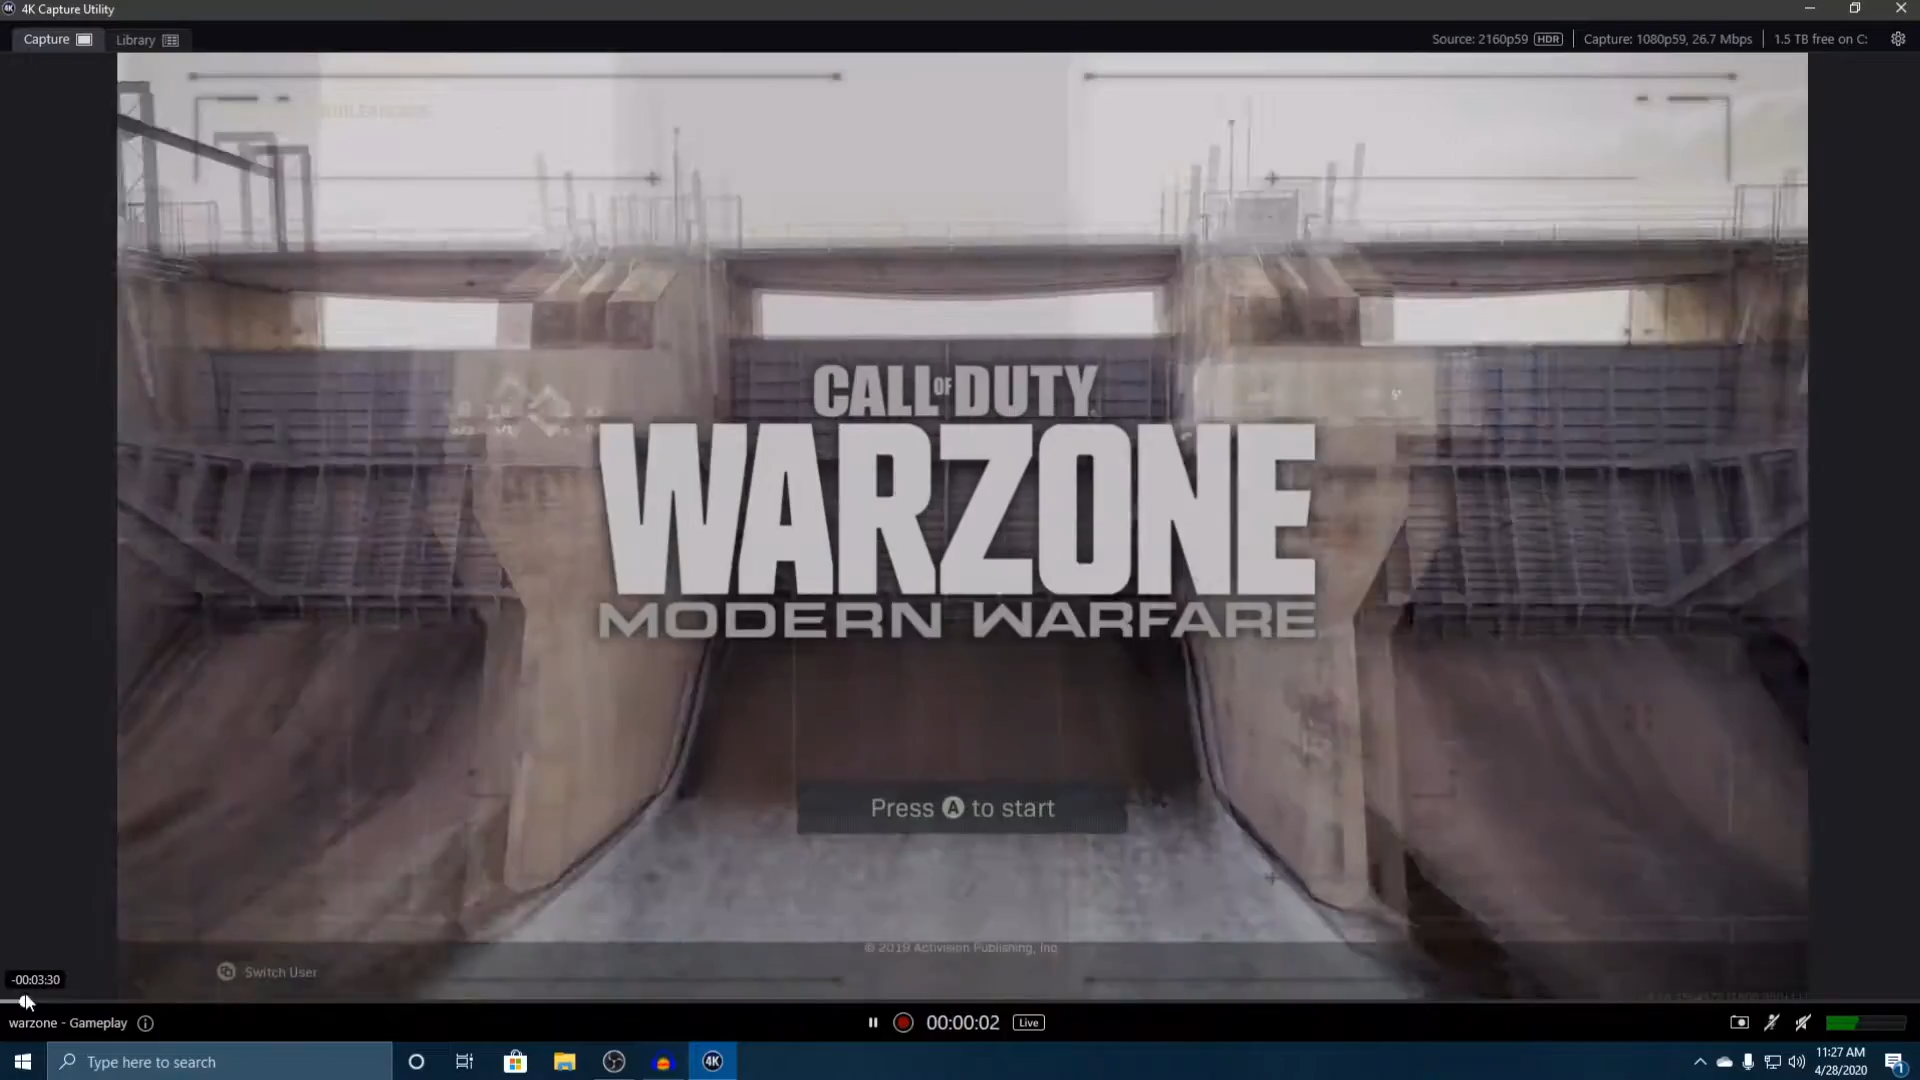 4K Capture Utility
Capture
Library
Source: 2160p59 HDR
Capture: 1080p59, 26.7 Mbps
1.5 TB free on C:
CALL OF DUTY
WARZONE
MODERN WARFARE
Press A to start
© 2019 Activision Publishing, Inc
Switch User
-00:03:30
warzone - Gameplay
00:00:02
Live
Type here to search
4K
11:27 AM
4/28/2020
1